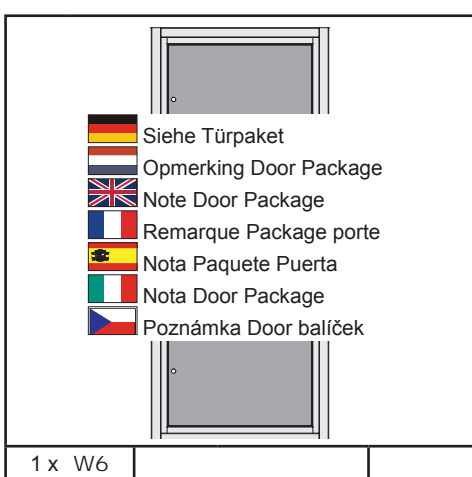 Siehe Türpaket
Opmerking Door Package
Note Door Package
Remarque Package porte
Nota Paquete Puerta
Nota Door Package
Poznámka Door balíček
1 x W6